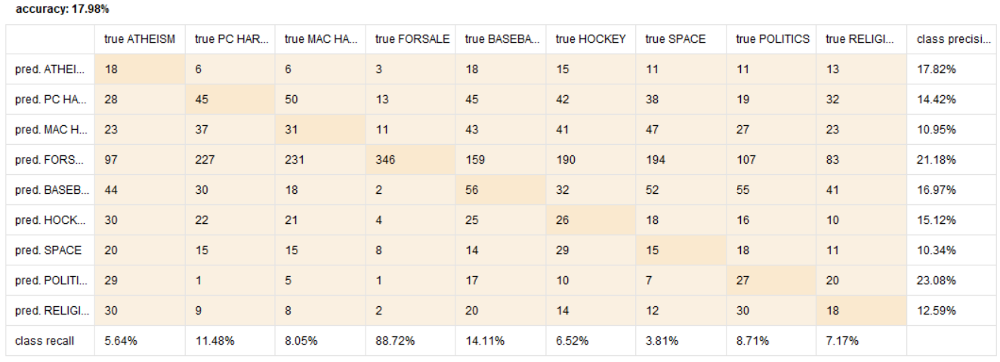 accuracy: 17.98%
true ATHEISM true PC HAR... true MAC HA... true FORSALE true BASEBA... true HOCKEY true SPACE true POLITICS true RELIGI... class precisi...
pred. ATHEI... 18 6 6 3 18 15 11 11 13 17.82%
pred. PC HA... 28 45 50 13 45 42 38 19 32 14.42%
pred. MAC H... 23 37 31 11 43 41 47 27 23 10.95%
pred. FORS... 97 227 231 346 159 190 194 107 83 21.18%
pred. BASEB... 44 30 18 2 56 32 52 55 41 16.97%
pred. HOCK... 30 22 21 4 25 26 18 16 10 15.12%
pred. SPACE 20 15 15 8 14 29 15 18 11 10.34%
pred. POLITI... 29 1 5 1 17 10 7 27 20 23.08%
pred. RELIGI... 30 9 8 2 20 14 12 30 18 12.59%
class recall 5.64% 11.48% 8.05% 88.72% 14.11% 6.52% 3.81% 8.71% 7.17%